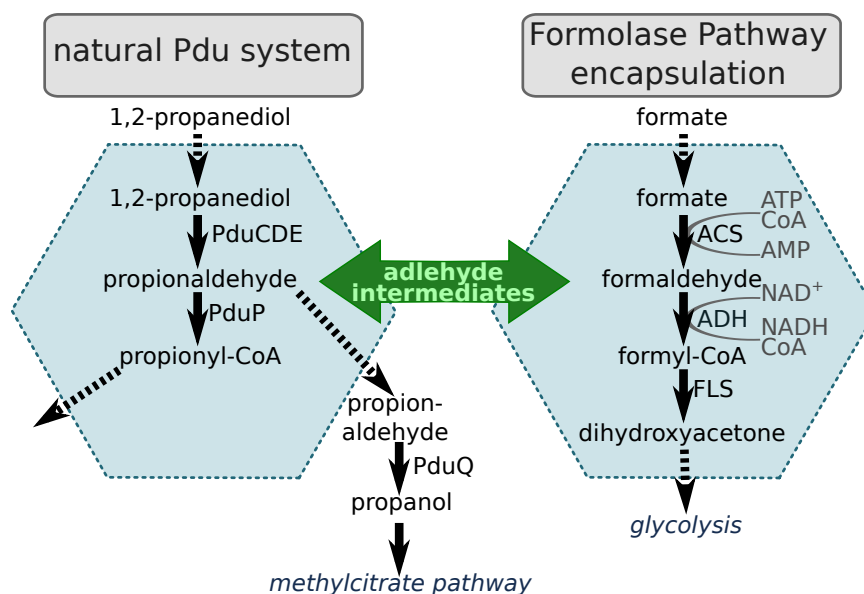 natural Pdu system
1,2-propanediol
1,2-propanediol
PduCDE
propionaldehyde
PduP
propionyl-CoA
propion-
aldehyde
PduQ
propanol
methylcitrate pathway
adlehyde
intermediates
Formolase Pathway
encapsulation
formate
formate
ATP
CoA
ACS
AMP
formaldehyde
NAD+
ADH
NADH
CoA
formyl-CoA
FLS
dihydroxyacetone
glycolysis